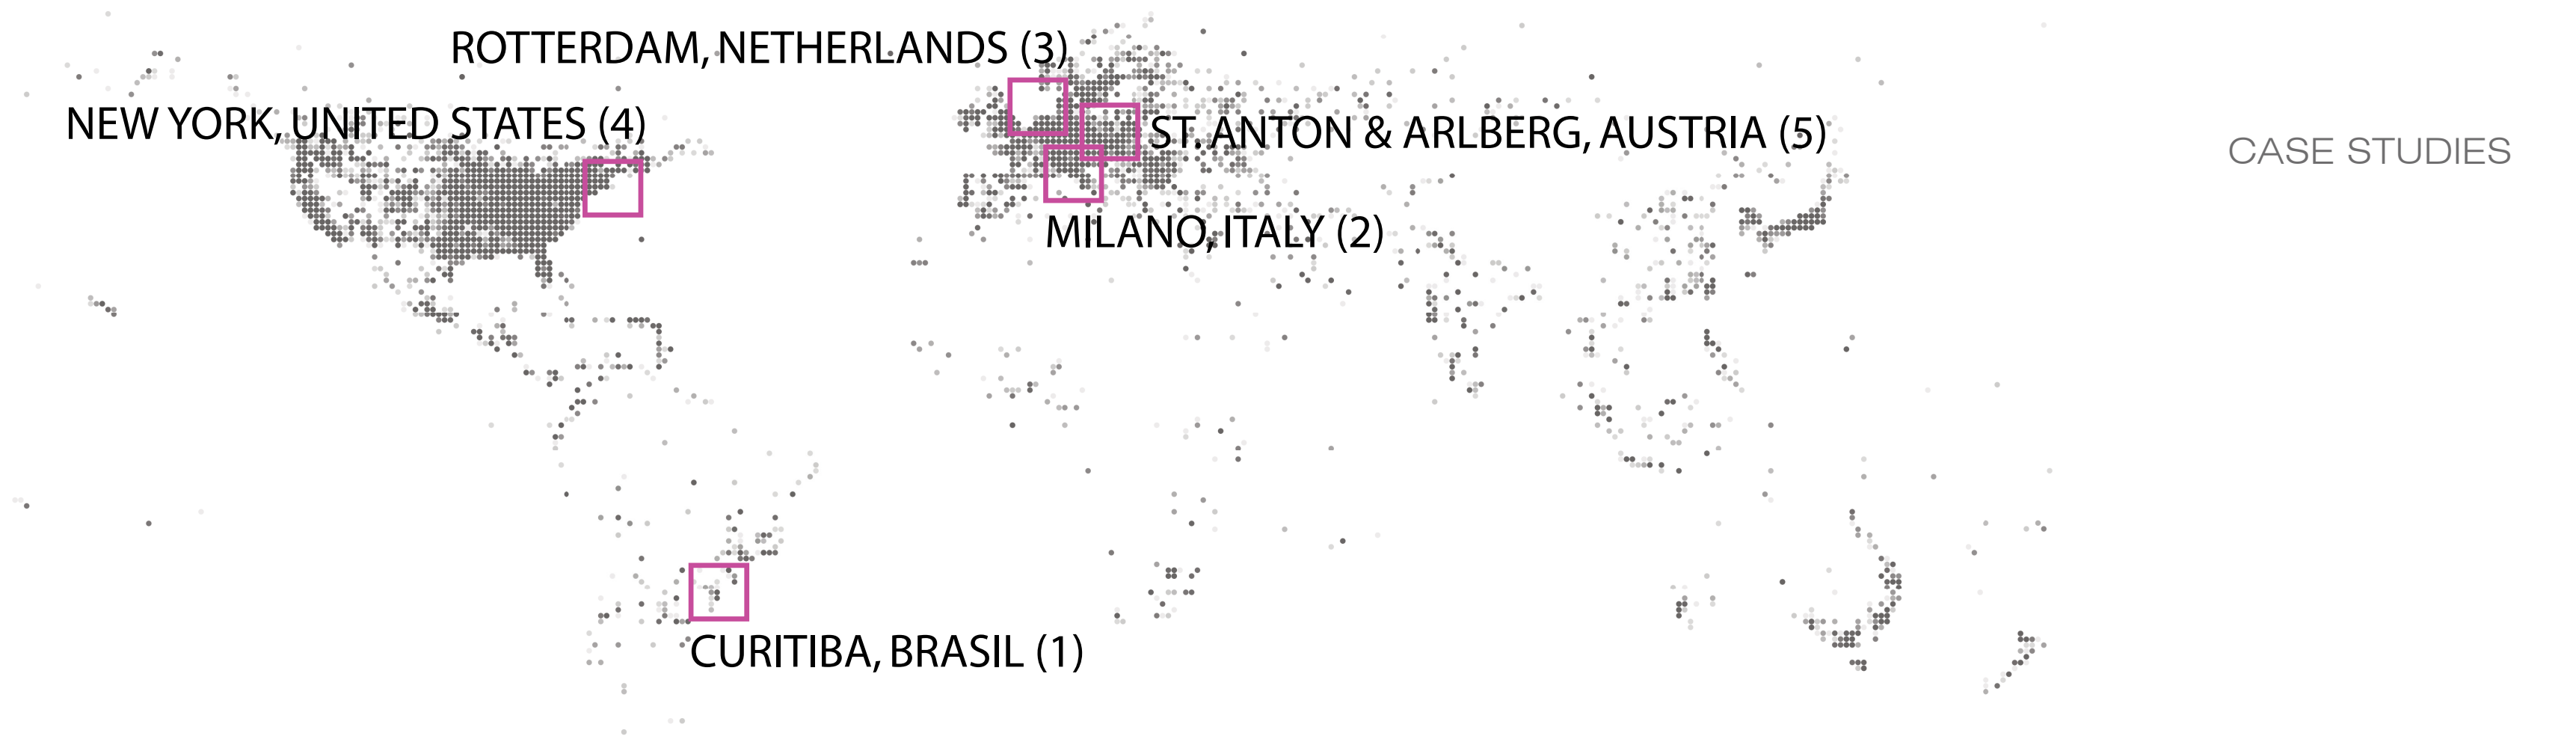 ROTTERDAM, NETHERLANDS (3)
NEW YORK, UNITED STATES (4)
ST. ANTON & ARLBERG, AUSTRIA (5)
CASE STUDIES
MILANO, ITALY (2)
CURITIBA, BRASIL (1)